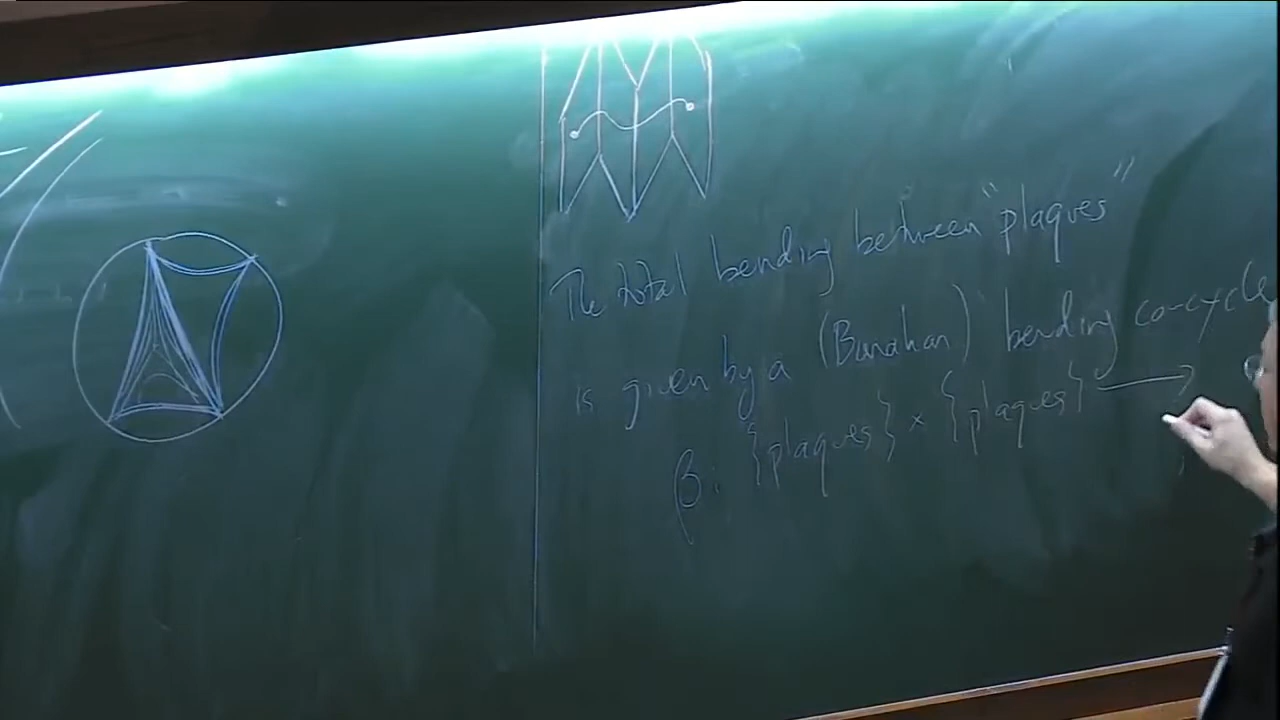 The total bending between "plaques"
is given by a (Bonahon) bending co-cycle
β: {plaques} × {plaques} ⟶